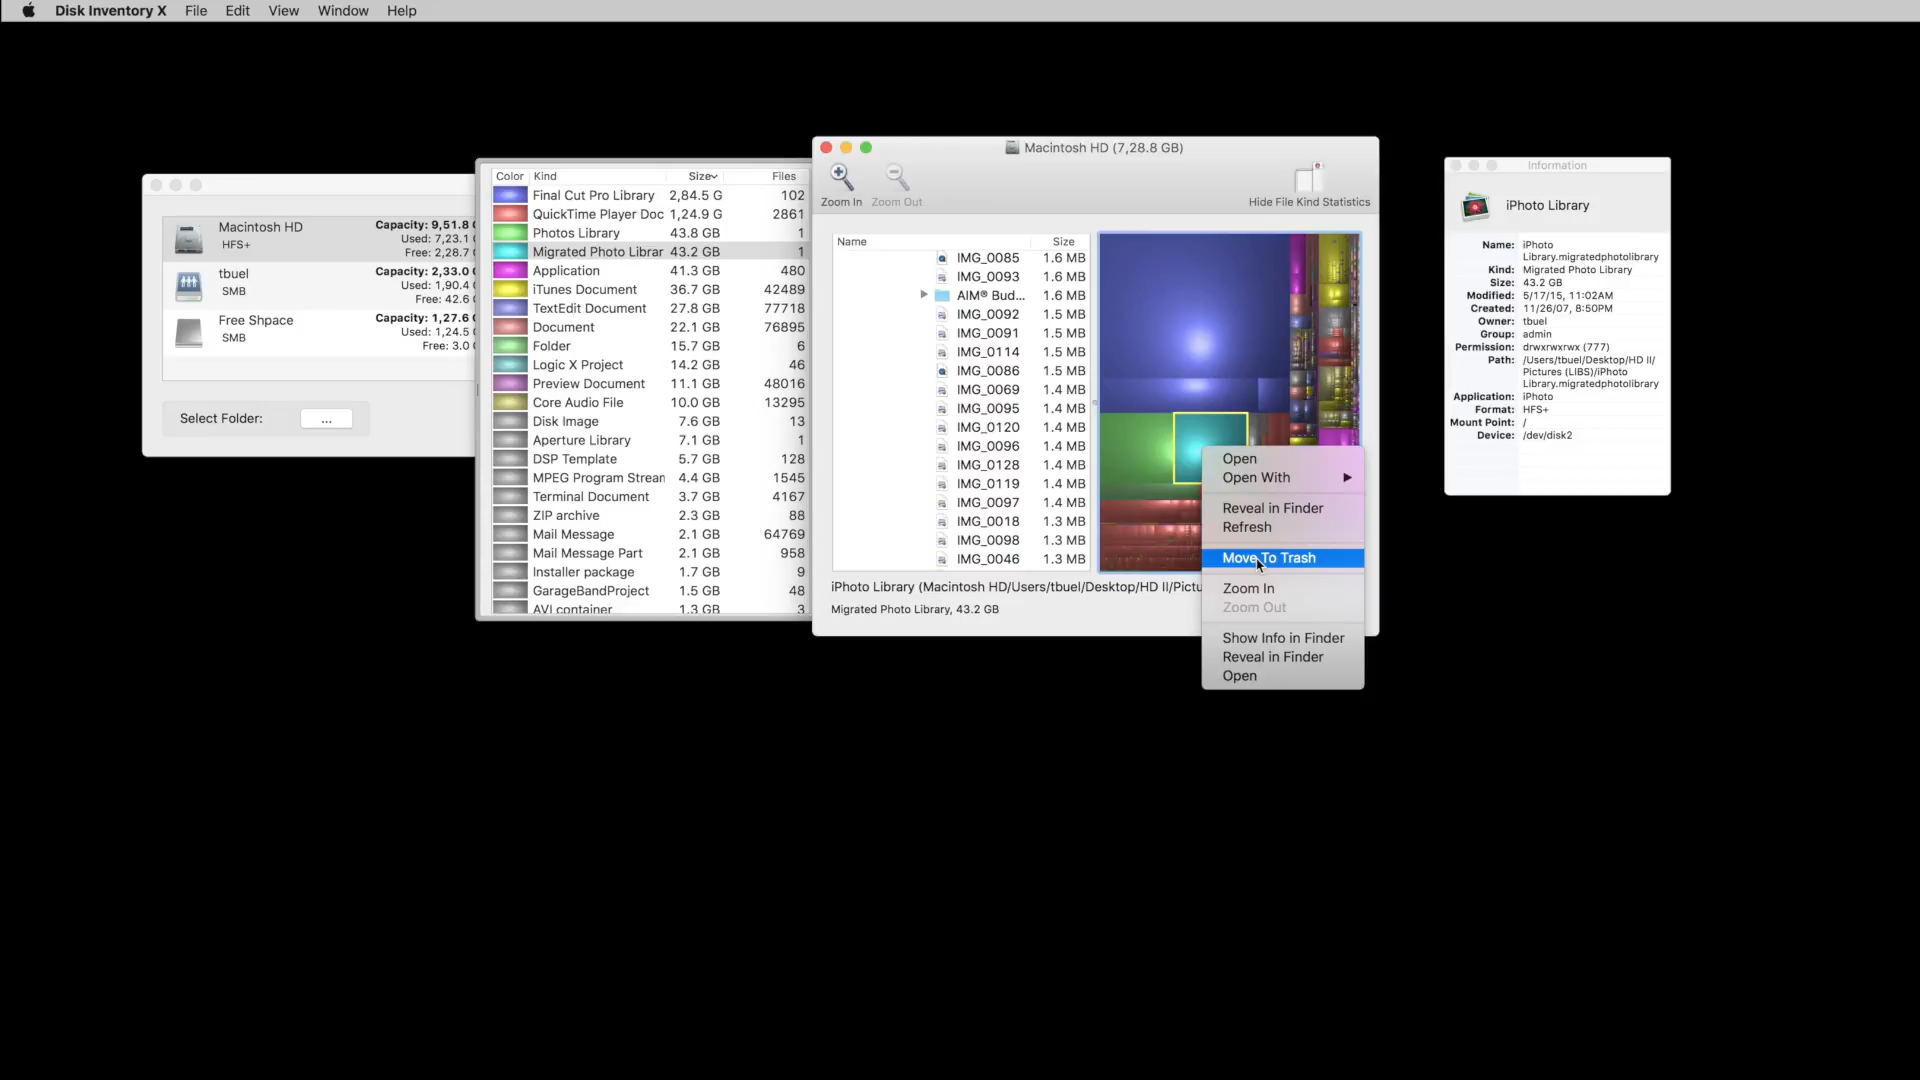 Disk Inventory X File Edit View Window Help
Macintosh HD
HFS+
Capacity: 9,51.8
Used: 7,23.1
Free: 2,28.7
tbuel
SMB
Capacity: 2,33.0
Used: 1,90.4
Free: 42.6
Free Shpace
SMB
Capacity: 1,27.6
Used: 1,24.5
Free: 3.0
Select Folder: ...
Color Kind Size Files
Final Cut Pro Library 2,84.5 G 102
QuickTime Player Doc 1,24.9 G 2861
Photos Library 43.8 GB 1
Migrated Photo Librar 43.2 GB 1
Application 41.3 GB 480
iTunes Document 36.7 GB 42489
TextEdit Document 27.8 GB 77718
Document 22.1 GB 76895
Folder 15.7 GB 6
Logic X Project 14.2 GB 46
Preview Document 11.1 GB 48016
Core Audio File 10.0 GB 13295
Disk Image 7.6 GB 13
Aperture Library 7.1 GB 1
DSP Template 5.7 GB 128
MPEG Program Stream 4.4 GB 1545
Terminal Document 3.7 GB 4167
ZIP archive 2.3 GB 88
Mail Message 2.1 GB 64769
Mail Message Part 2.1 GB 958
Installer package 1.7 GB 9
GarageBandProject 1.5 GB 48
AVI container 1.3 GB 3
Macintosh HD (7,28.8 GB)
Zoom In Zoom Out Hide File Kind Statistics
Name Size
IMG_0085 1.6 MB
IMG_0093 1.6 MB
AIM® Bud... 1.6 MB
IMG_0092 1.5 MB
IMG_0091 1.5 MB
IMG_0114 1.5 MB
IMG_0086 1.5 MB
IMG_0069 1.4 MB
IMG_0095 1.4 MB
IMG_0120 1.4 MB
IMG_0096 1.4 MB
IMG_0128 1.4 MB
IMG_0119 1.4 MB
IMG_0097 1.4 MB
IMG_0018 1.3 MB
IMG_0098 1.3 MB
IMG_0046 1.3 MB
iPhoto Library (Macintosh HD/Users/tbuel/Desktop/HD II/Pictu
Migrated Photo Library, 43.2 GB
Open
Open With
Reveal in Finder
Refresh
Move To Trash
Zoom In
Zoom Out
Show Info in Finder
Reveal in Finder
Open
Information
iPhoto Library
Name: iPhoto
Library.migratedphotolibrary
Kind: Migrated Photo Library
Size: 43.2 GB
Modified: 5/17/15, 11:02AM
Created: 11/26/07, 8:50PM
Owner: tbuel
Group: admin
Permission: drwxrwxrwx (777)
Path: /Users/tbuel/Desktop/HD II/
Pictures (LIBS)/iPhoto
Library.migratedphotolibrary
Application: iPhoto
Format: HFS+
Mount Point: /
Device: /dev/disk2